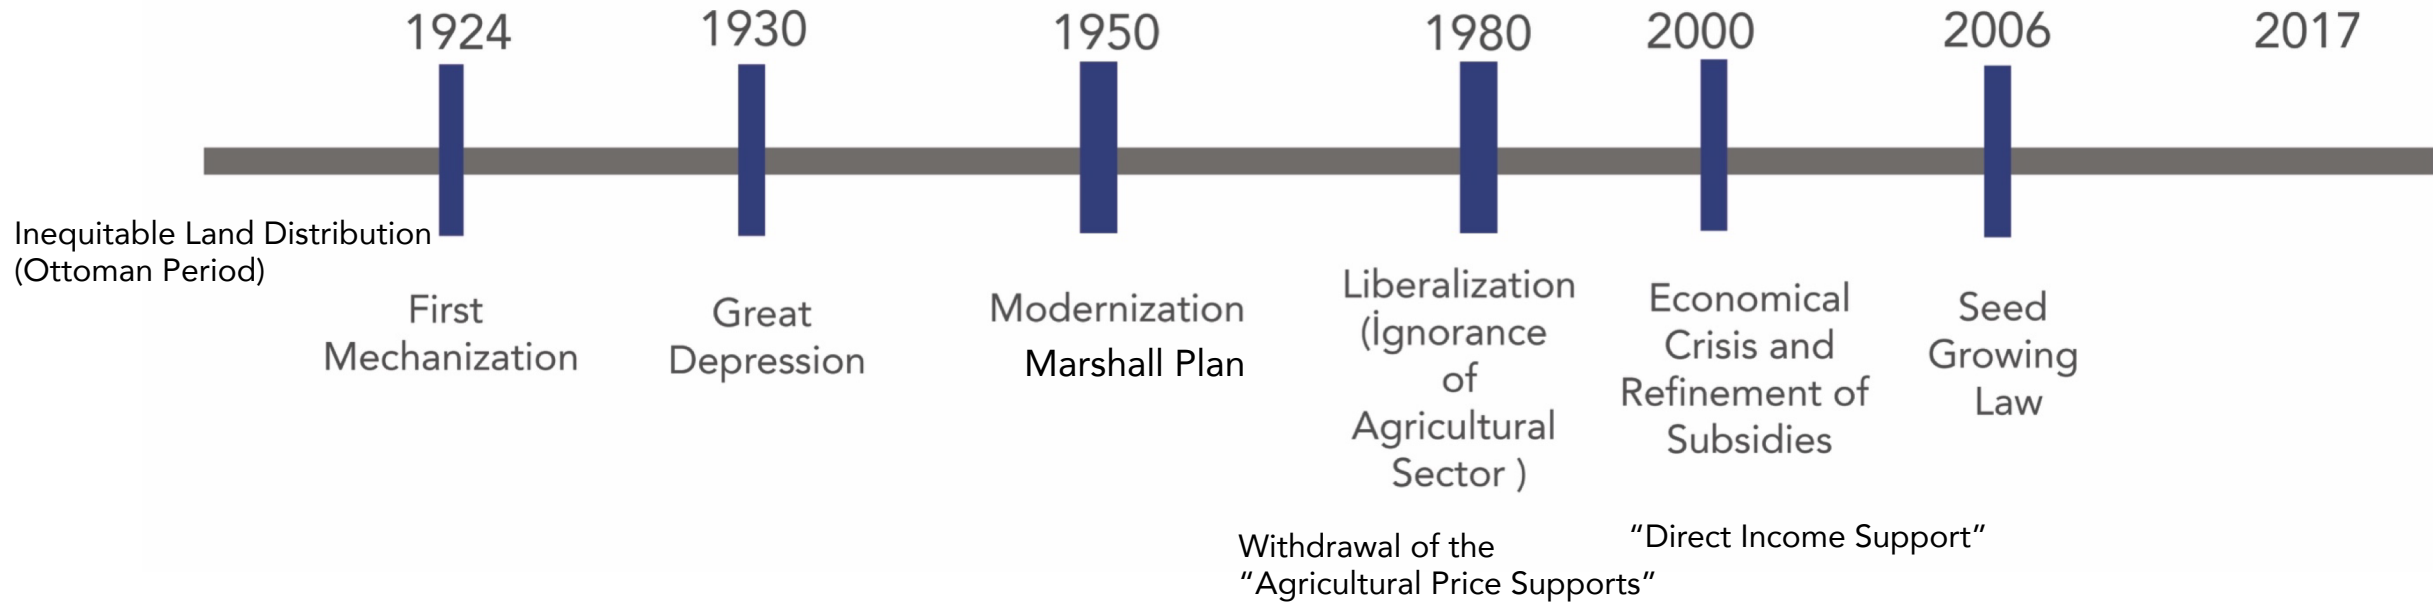 1924
1930
1950
1980
2000
2006
2017
Inequitable Land Distribution
(Ottoman Period)
First
Mechanization
Great
Depression
Modernization
Marshall Plan
Liberalization
(İgnorance
of
Agricultural
Sector )
Withdrawal of the
“Agricultural Price Supports”
Economical
Crisis and
Refinement of
Subsidies
“Direct Income Support”
Seed
Growing
Law